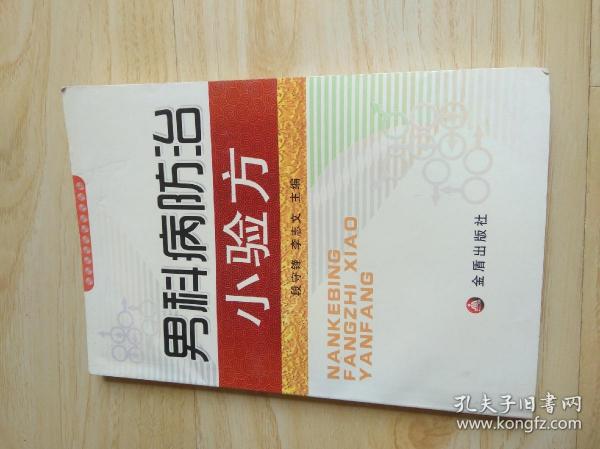 男科病防治
小验方
段守锋 李志文 主编
NANKEBING
FANGZHI XIAO
YANFANG
金盾出版社
孔夫子旧書网
www.kongfz.com